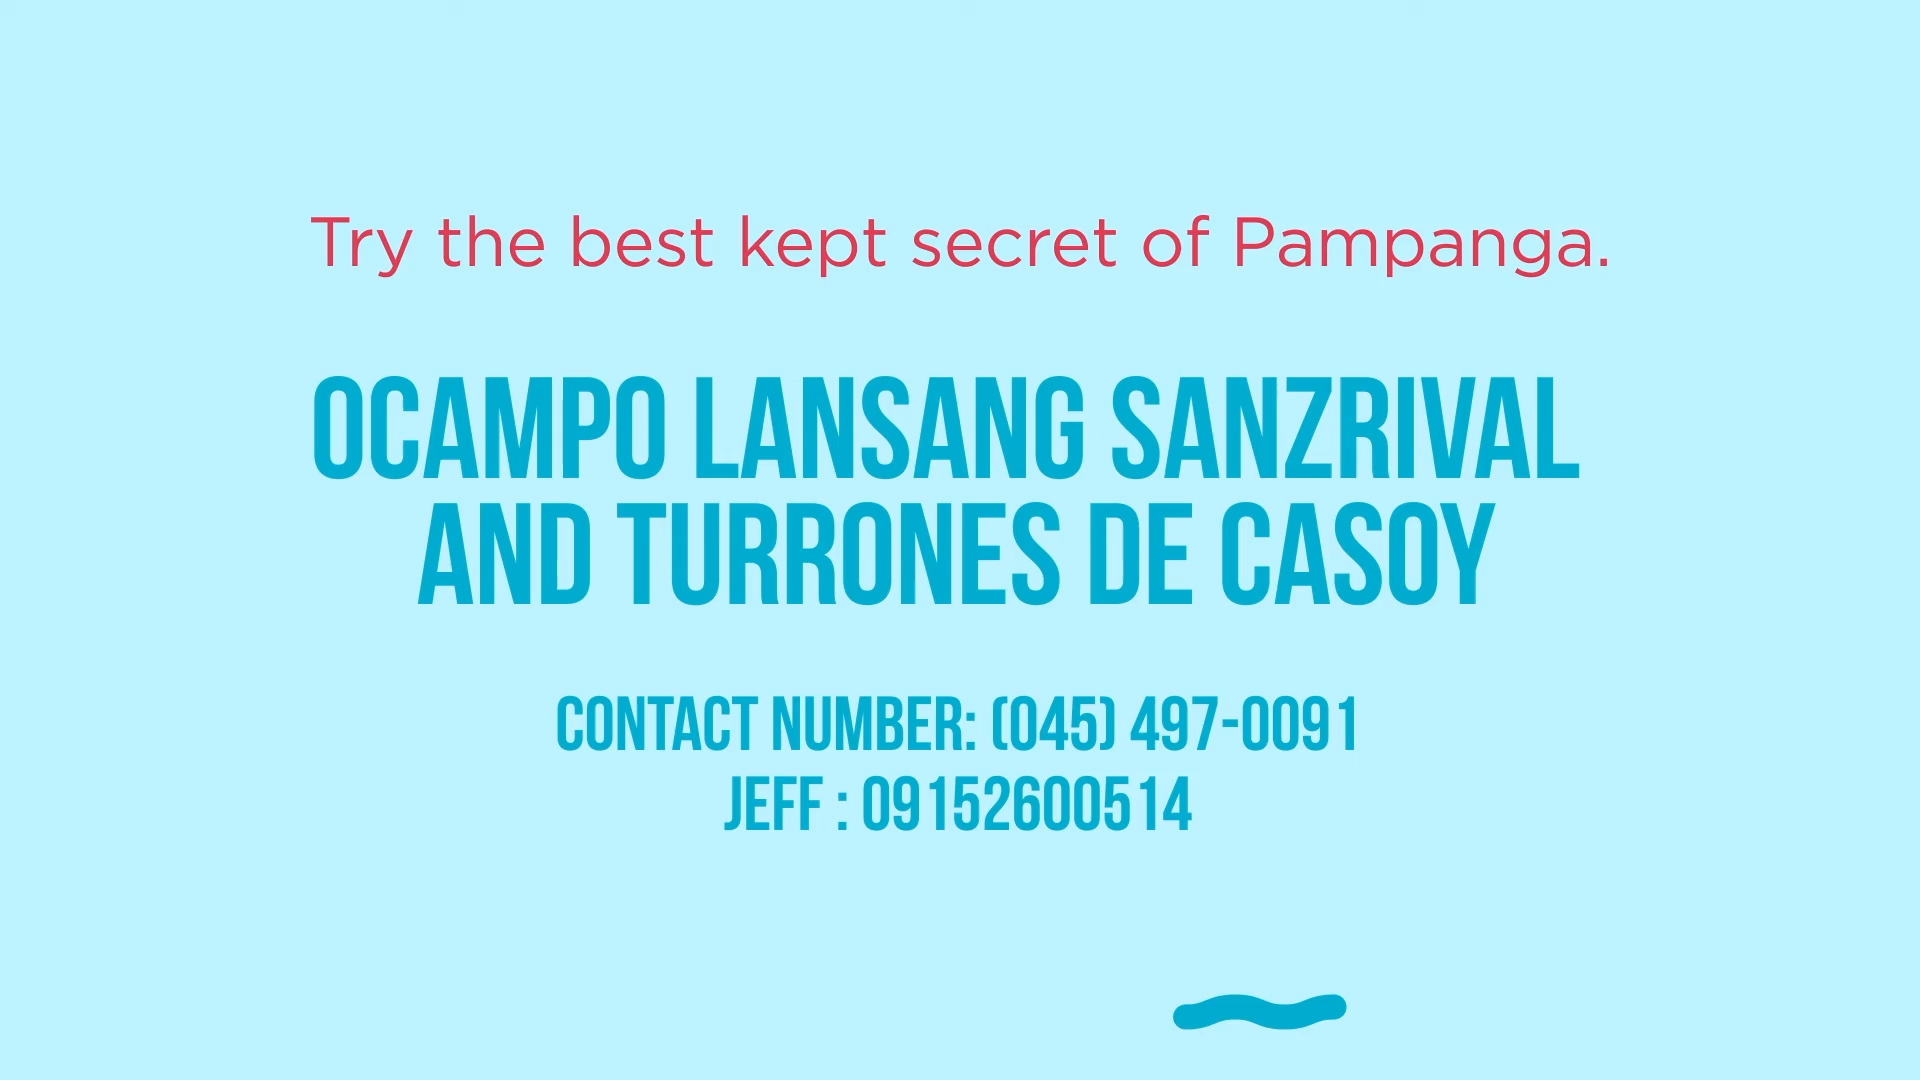 Try the best kept secret of Pampanga.
OCAMPO LANSANG SANZRIVAL
AND TURRONES DE CASOY
CONTACT NUMBER: (045) 497-0091
JEFF : 09152600514